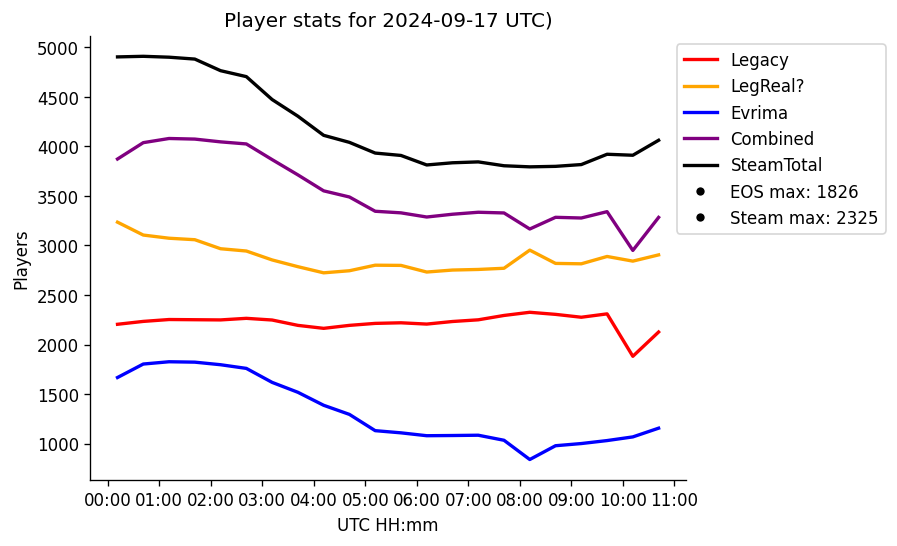 Player stats for 2024-09-17 UTC)
5000
4500
4000
3500
3000
2500
2000
1500
1000
Players
00:00 01:00 02:00 03:00 04:00 05:00 06:00 07:00 08:00 09:00 10:00 11:00
UTC HH:mm
Legacy
LegReal?
Evrima
Combined
SteamTotal
EOS max: 1826
Steam max: 2325